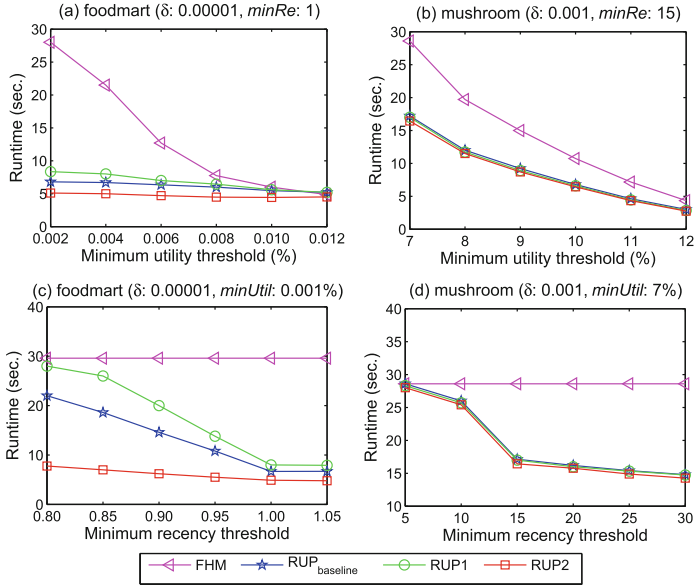 (a) foodmart (δ: 0.00001, minRe: 1)
Runtime (sec.)
30
25
20
15
10
5
0
0.002 0.004 0.006 0.008 0.010 0.012
Minimum utility threshold (%)
(b) mushroom (δ: 0.001, minRe: 15)
Runtime (sec.)
30
25
20
15
10
5
0
7 8 9 10 11 12
Minimum utility threshold (%)
(c) foodmart (δ: 0.00001, minUtil: 0.001%)
Runtime (sec.)
40
30
20
10
0
0.80 0.85 0.90 0.95 1.00 1.05
Minimum recency threshold
(d) mushroom (δ: 0.001, minUtil: 7%)
Runtime (sec.)
40
35
30
25
20
15
10
5 10 15 20 25 30
Minimum recency threshold
FHM RUPbaseline RUP1 RUP2